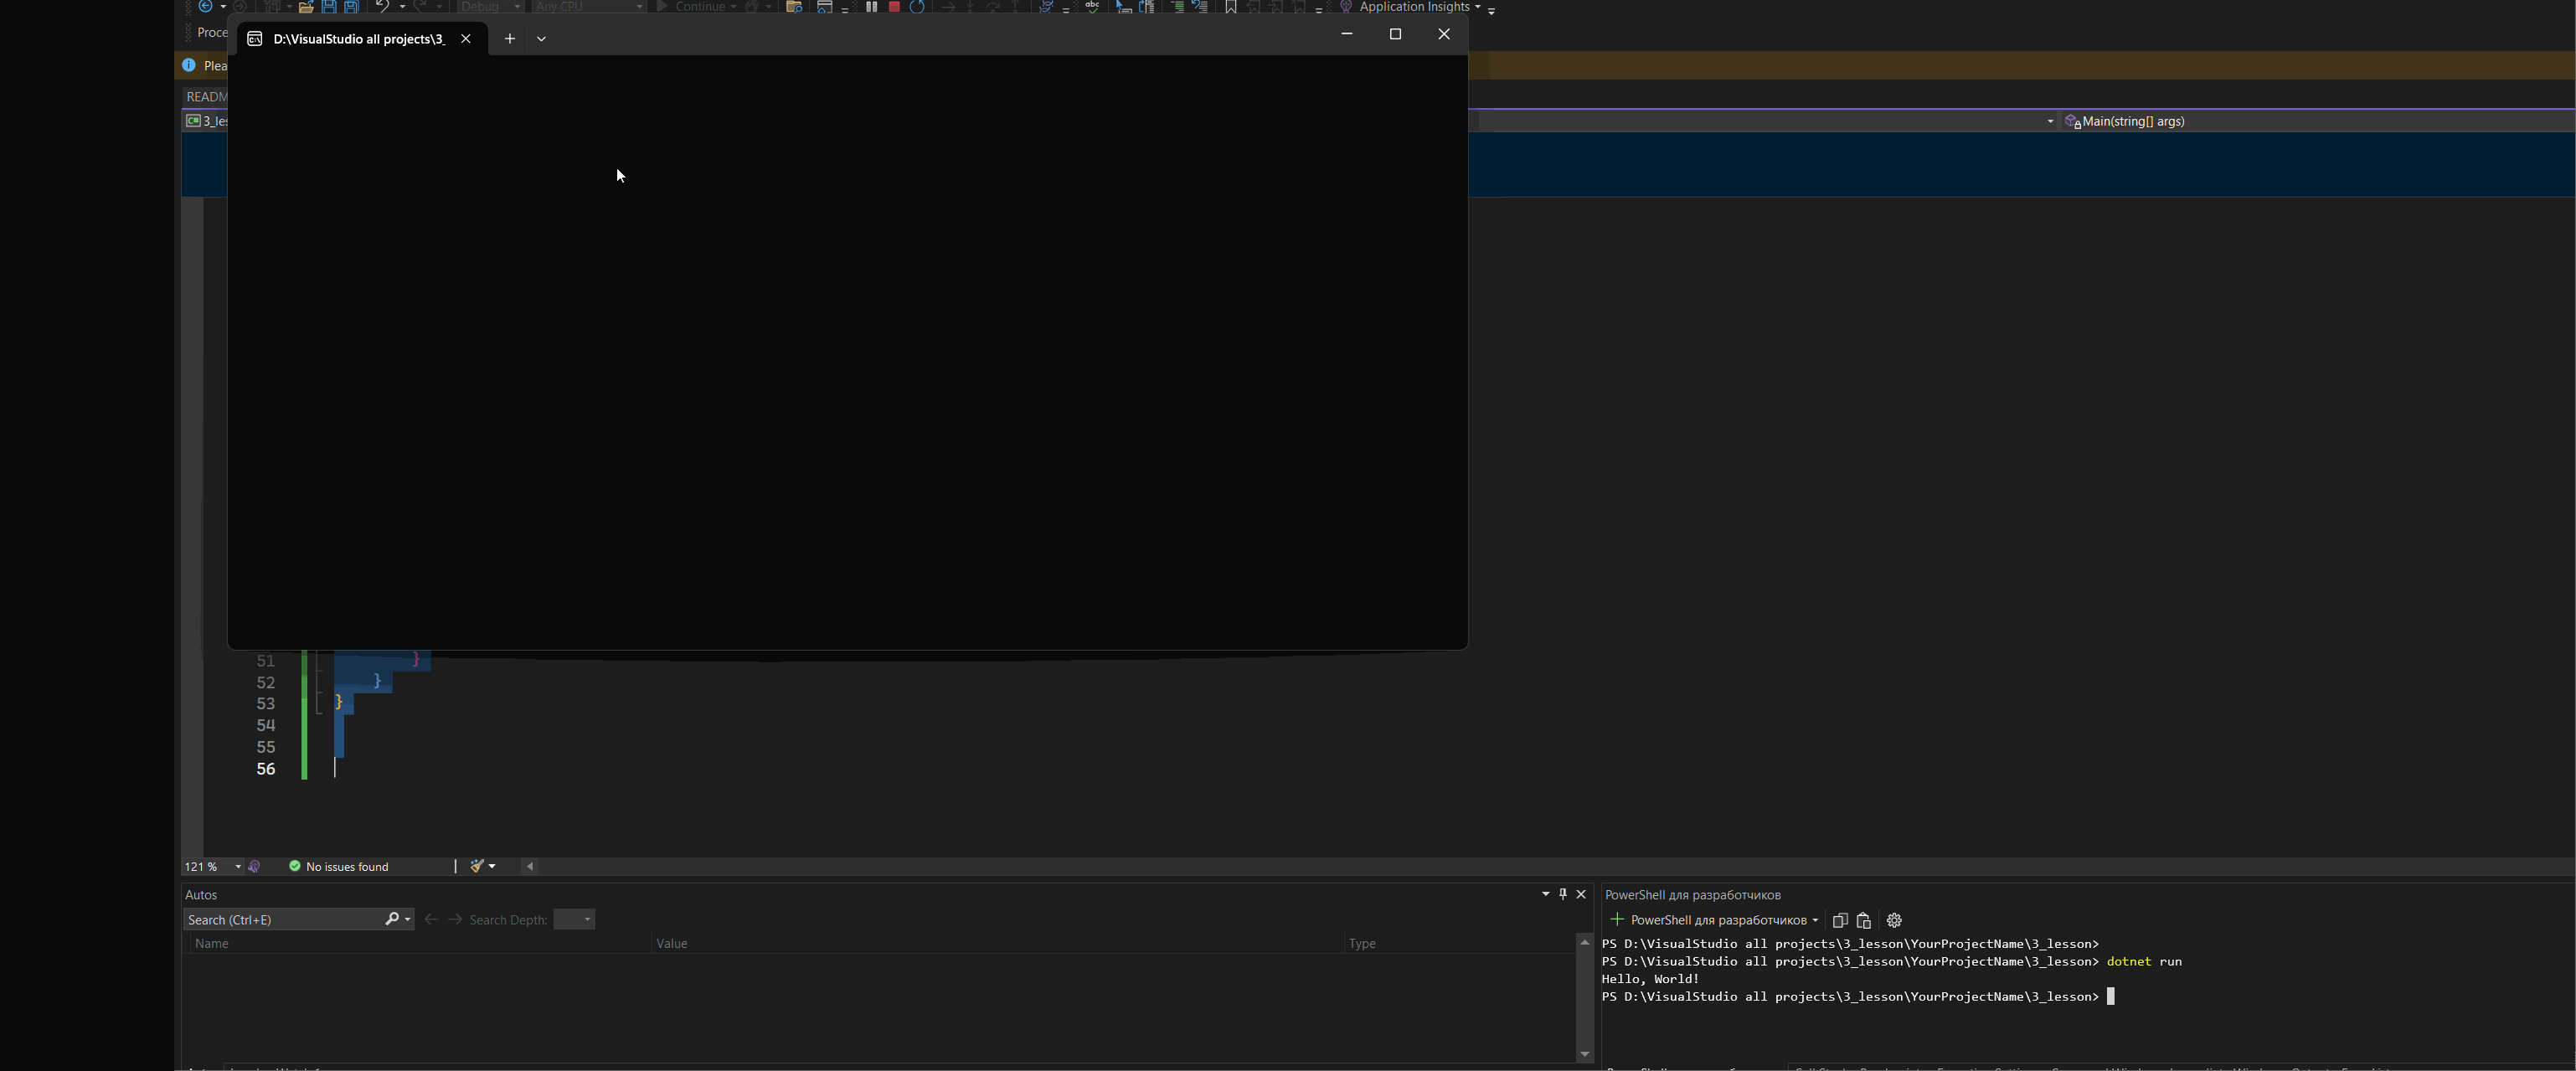 Debug Any CPU Continue Application Insights
Proce
D:\VisualStudio all projects\3_
Plea
READM
3_les
Main(string[] args)
51 }
52 }
53 }
54
55
56
121 % No issues found
Autos
Search (Ctrl+E) Search Depth:
Name Value Type
PowerShell для разработчиков
PowerShell для разработчиков
PS D:\VisualStudio all projects\3_lesson\YourProjectName\3_lesson>
PS D:\VisualStudio all projects\3_lesson\YourProjectName\3_lesson> dotnet run
Hello, World!
PS D:\VisualStudio all projects\3_lesson\YourProjectName\3_lesson>